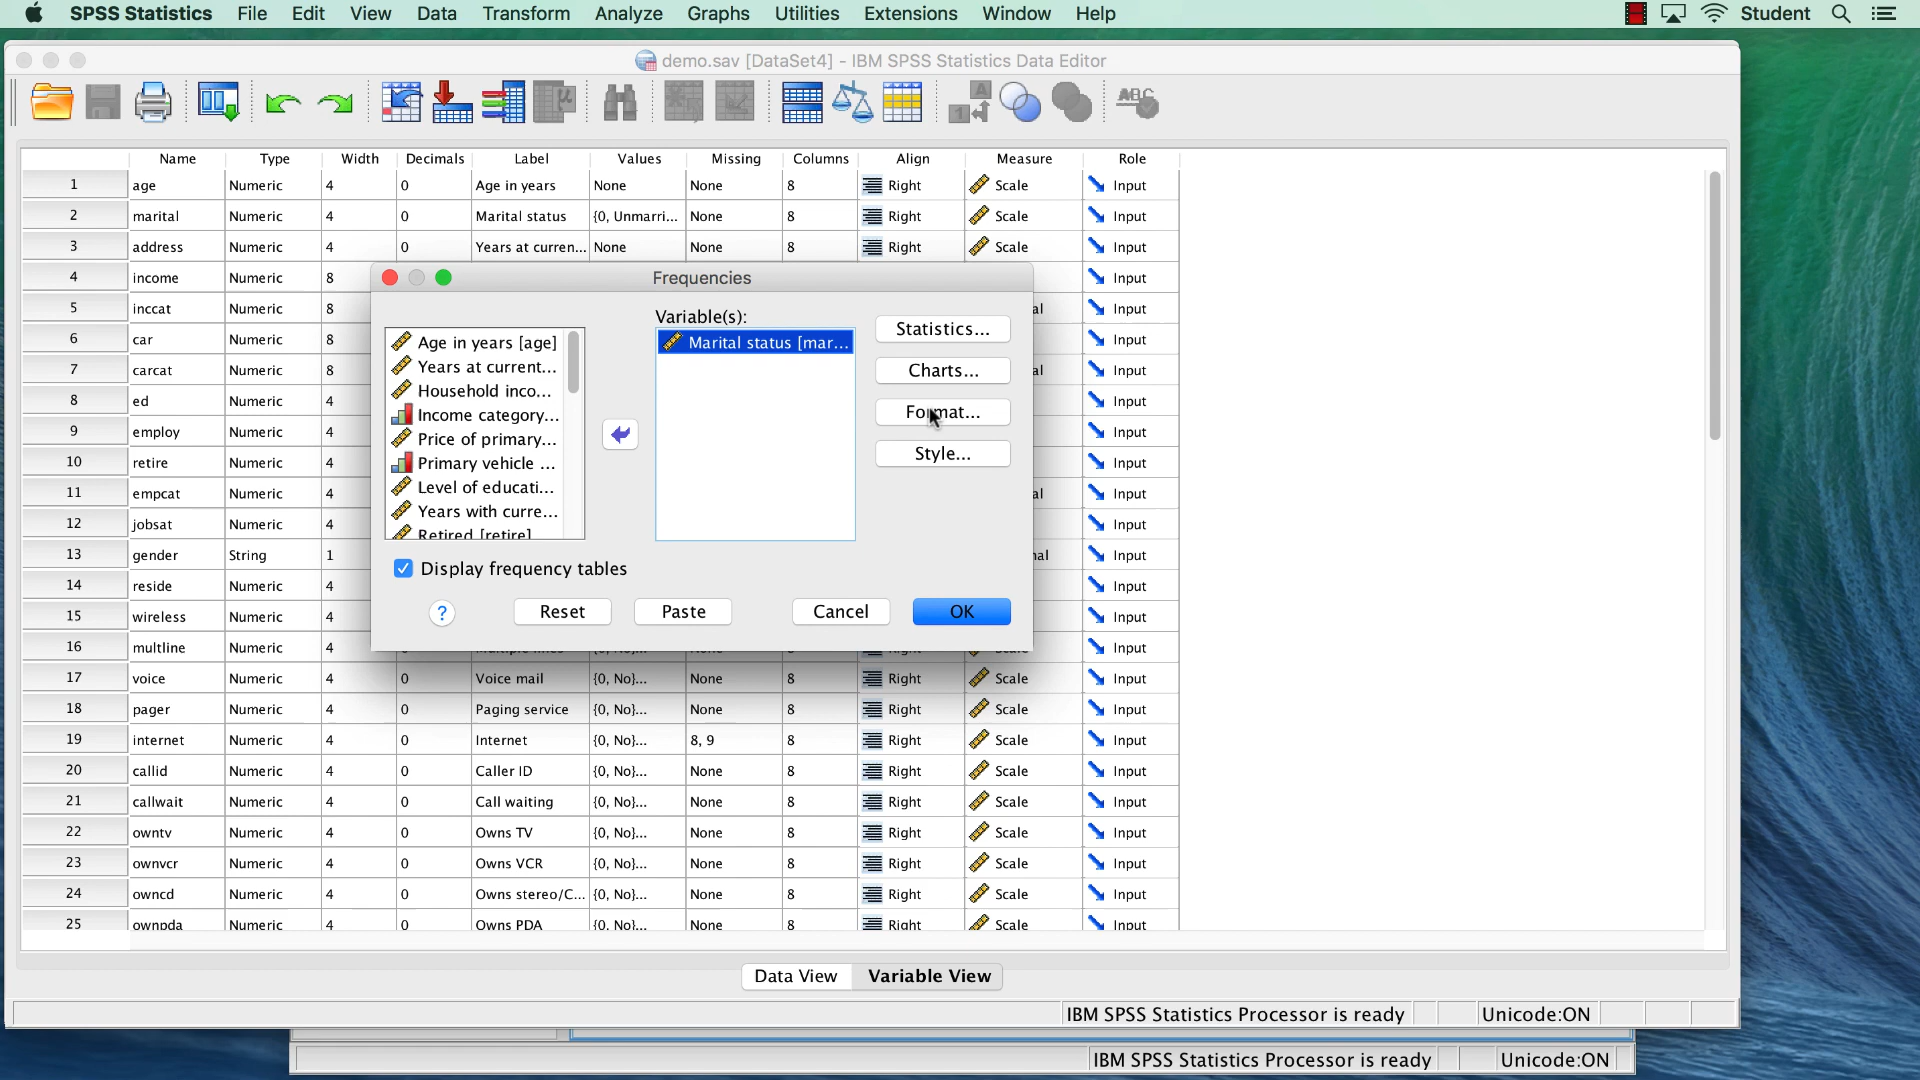 SPSS Statistics File Edit View Data Transform Analyze Graphs Utilities Extensions Window Help Student
demo.sav [DataSet4] - IBM SPSS Statistics Data Editor
Name Type Width Decimals Label Values Missing Columns Align Measure Role
1 age Numeric 4 0 Age in years None None 8 Right Scale Input
2 marital Numeric 4 0 Marital status {0, Unmarri... None 8 Right Scale Input
3 address Numeric 4 0 Years at curren... None None 8 Right Scale Input
4 income Numeric 8 Input
5 inccat Numeric 8 al Input
6 car Numeric 8 Input
7 carcat Numeric 8 al Input
8 ed Numeric 4 Input
9 employ Numeric 4 Input
10 retire Numeric 4 Input
11 empcat Numeric 4 al Input
12 jobsat Numeric 4 Input
13 gender String 1 nal Input
14 reside Numeric 4 Input
15 wireless Numeric 4 Input
16 multline Numeric 4 Input
17 voice Numeric 4 0 Voice mail {0, No}... None 8 Right Scale Input
18 pager Numeric 4 0 Paging service {0, No}... None 8 Right Scale Input
19 internet Numeric 4 0 Internet {0, No}... 8, 9 8 Right Scale Input
20 callid Numeric 4 0 Caller ID {0, No}... None 8 Right Scale Input
21 callwait Numeric 4 0 Call waiting {0, No}... None 8 Right Scale Input
22 owntv Numeric 4 0 Owns TV {0, No}... None 8 Right Scale Input
23 ownvcr Numeric 4 0 Owns VCR {0, No}... None 8 Right Scale Input
24 owncd Numeric 4 0 Owns stereo/C... {0, No}... None 8 Right Scale Input
25 ownpda Numeric 4 0 Owns PDA {0, No}... None 8 Right Scale Input
Frequencies
Variable(s):
Age in years [age]
Years at current...
Household inco...
Income category...
Price of primary...
Primary vehicle ...
Level of educati...
Years with curre...
Retired [retire]
Marital status [mar...
Statistics...
Charts...
Format...
Style...
Display frequency tables
? Reset Paste Cancel OK
Data View Variable View
IBM SPSS Statistics Processor is ready Unicode:ON
IBM SPSS Statistics Processor is ready Unicode:ON